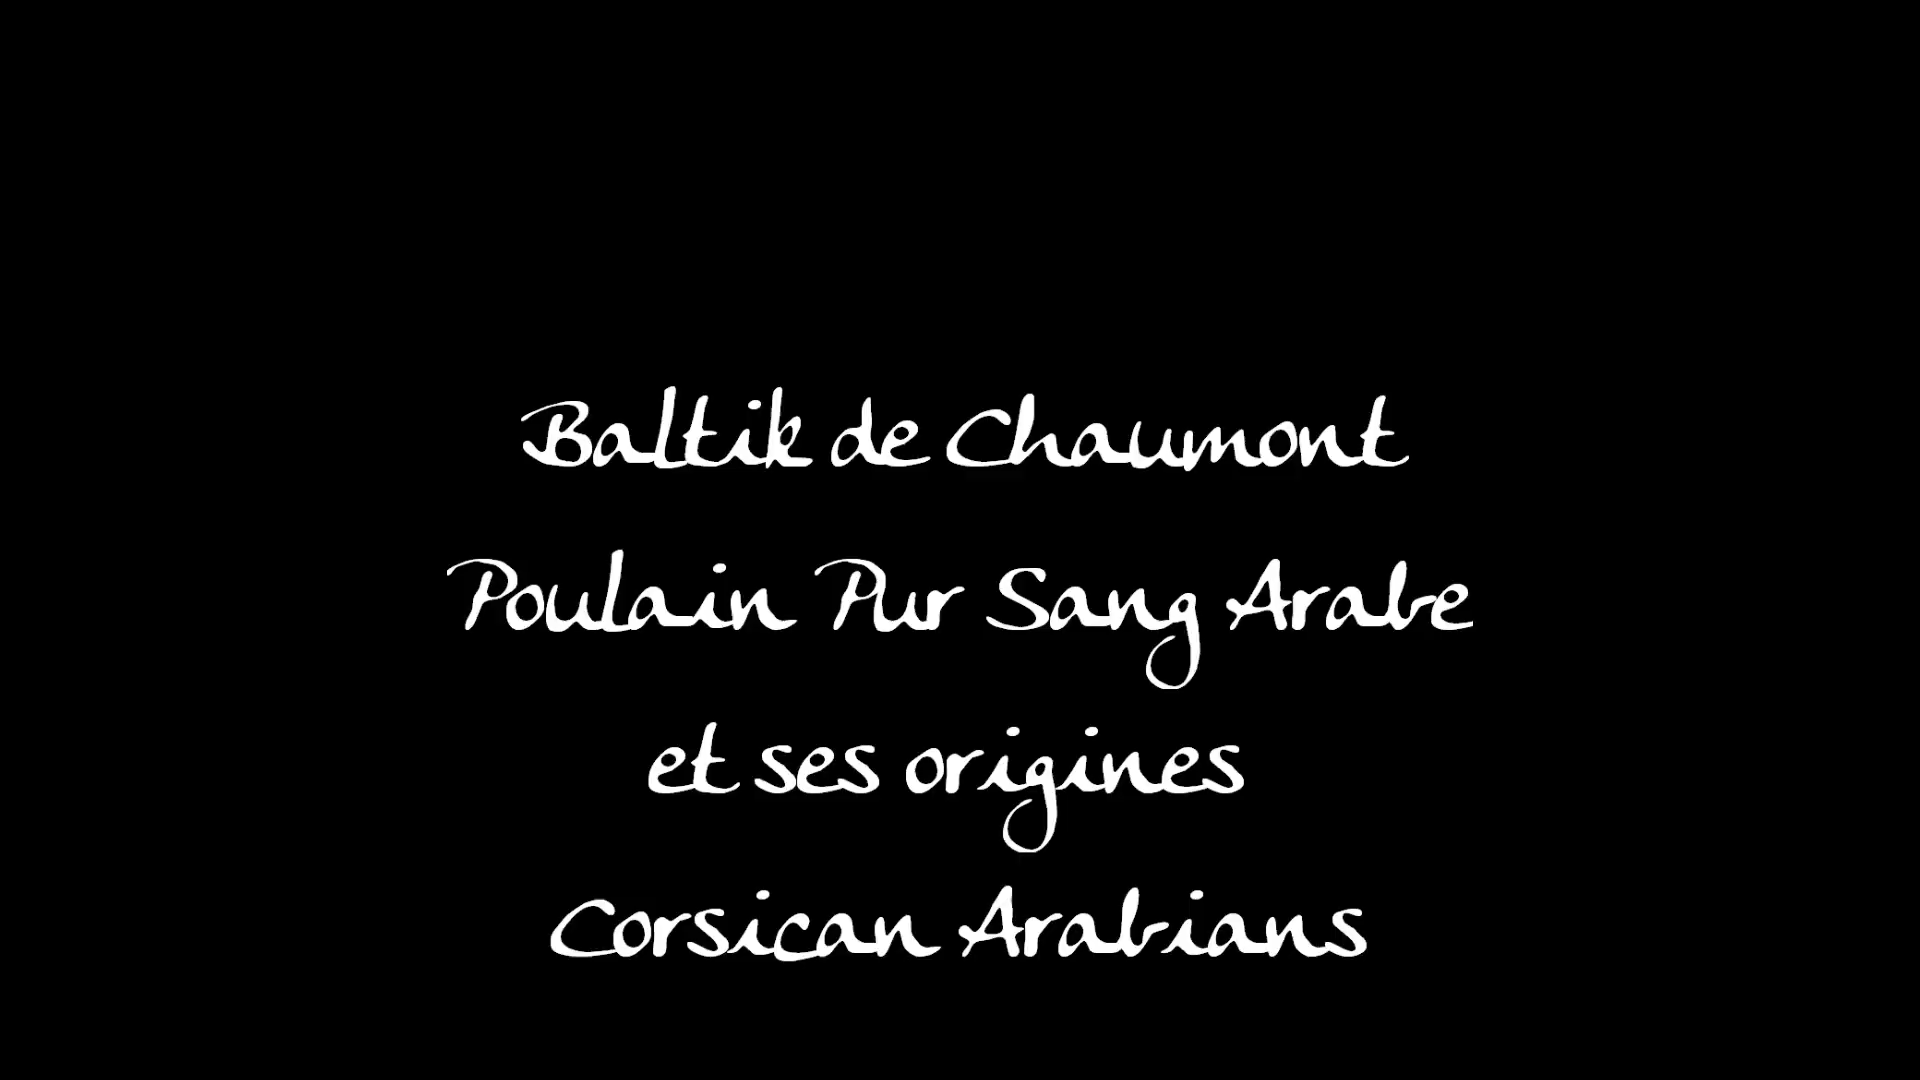 Baltik de Chaumont
Poulain Pur Sang Arabe
et ses origines
Corsican Arabians